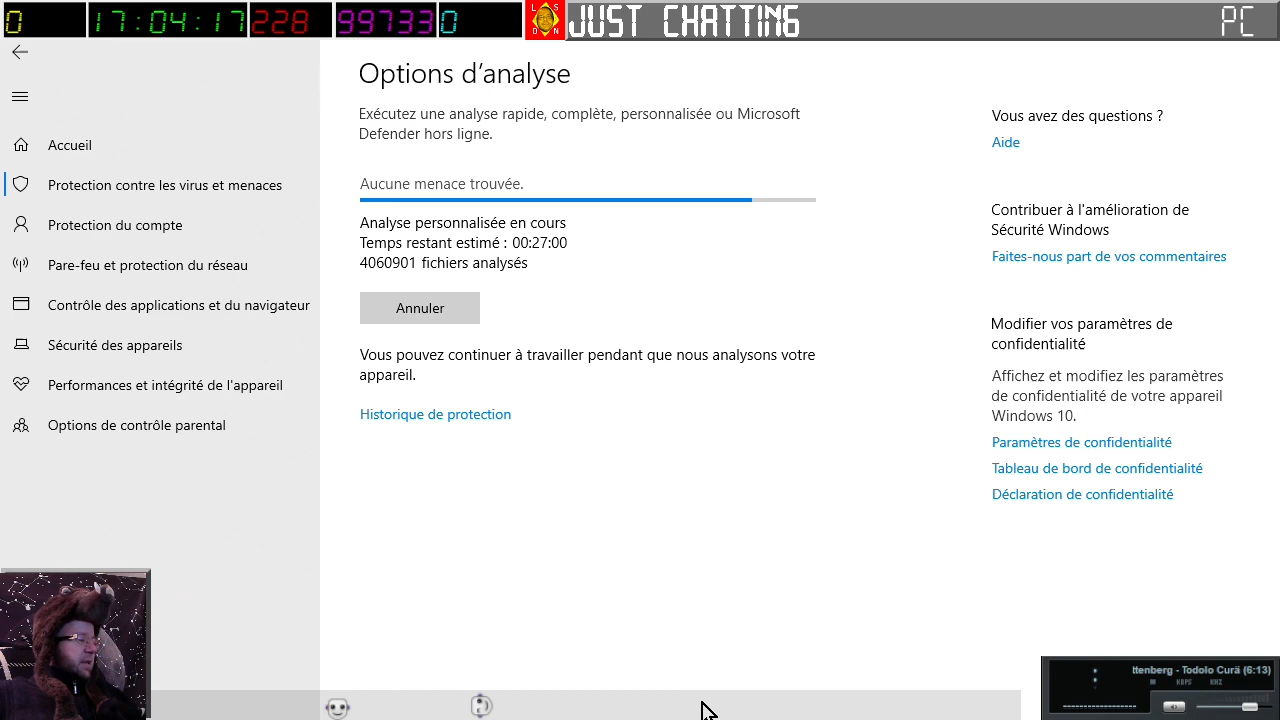 0 17:04:17 228 99733 0 JUST CHATTING PC
L S
D N
Options d'analyse
Exécutez une analyse rapide, complète, personnalisée ou Microsoft
Defender hors ligne.
Aucune menace trouvée.
Analyse personnalisée en cours
Temps restant estimé : 00:27:00
4060901 fichiers analysés
Annuler
Vous pouvez continuer à travailler pendant que nous analysons votre
appareil.
Historique de protection
Accueil
Protection contre les virus et menaces
Protection du compte
Pare-feu et protection du réseau
Contrôle des applications et du navigateur
Sécurité des appareils
Performances et intégrité de l'appareil
Options de contrôle parental
Vous avez des questions ?
Aide
Contribuer à l'amélioration de
Sécurité Windows
Faites-nous part de vos commentaires
Modifier vos paramètres de
confidentialité
Affichez et modifiez les paramètres
de confidentialité de votre appareil
Windows 10.
Paramètres de confidentialité
Tableau de bord de confidentialité
Déclaration de confidentialité
ttenberg - Todolo Curä (6:13)
KBPS KHZ